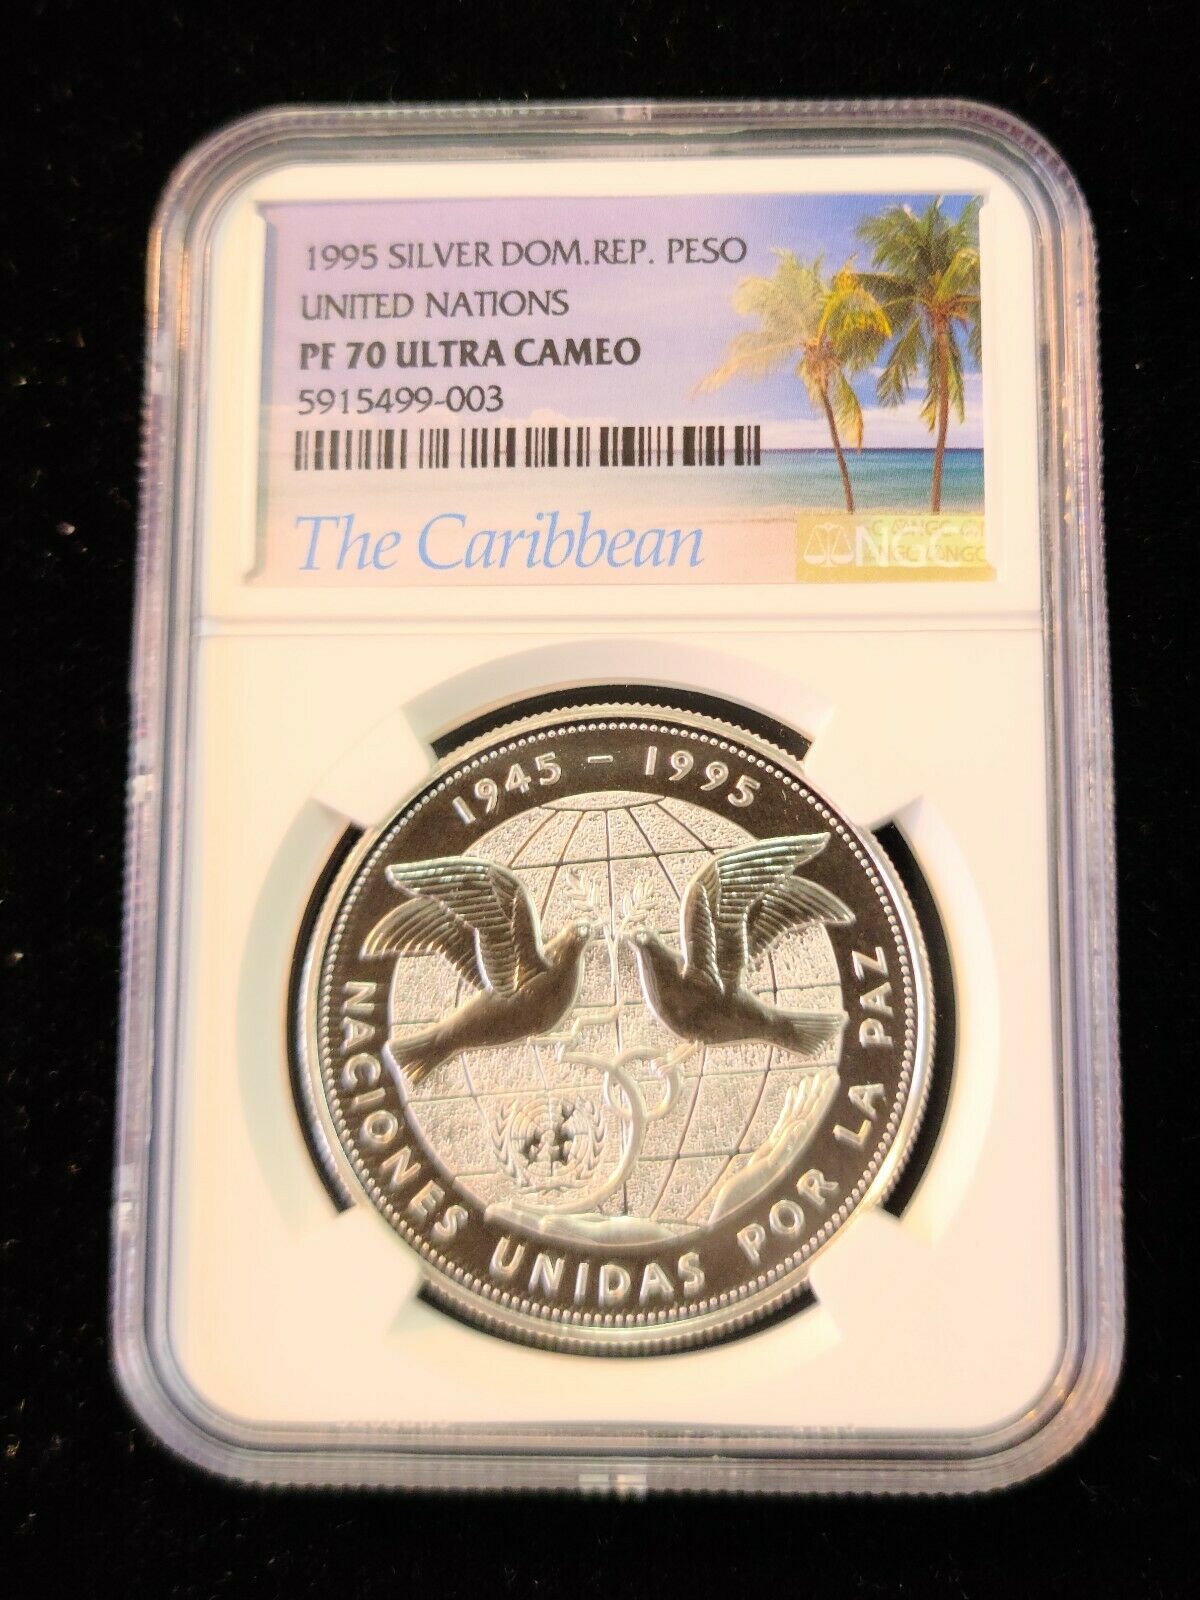 1995 SILVER DOM.REP. PESO
UNITED NATIONS
PF 70 ULTRA CAMEO
5915499-003
The Caribbean
NGC
1945 - 1995
NACIONES UNIDAS POR LA PAZ